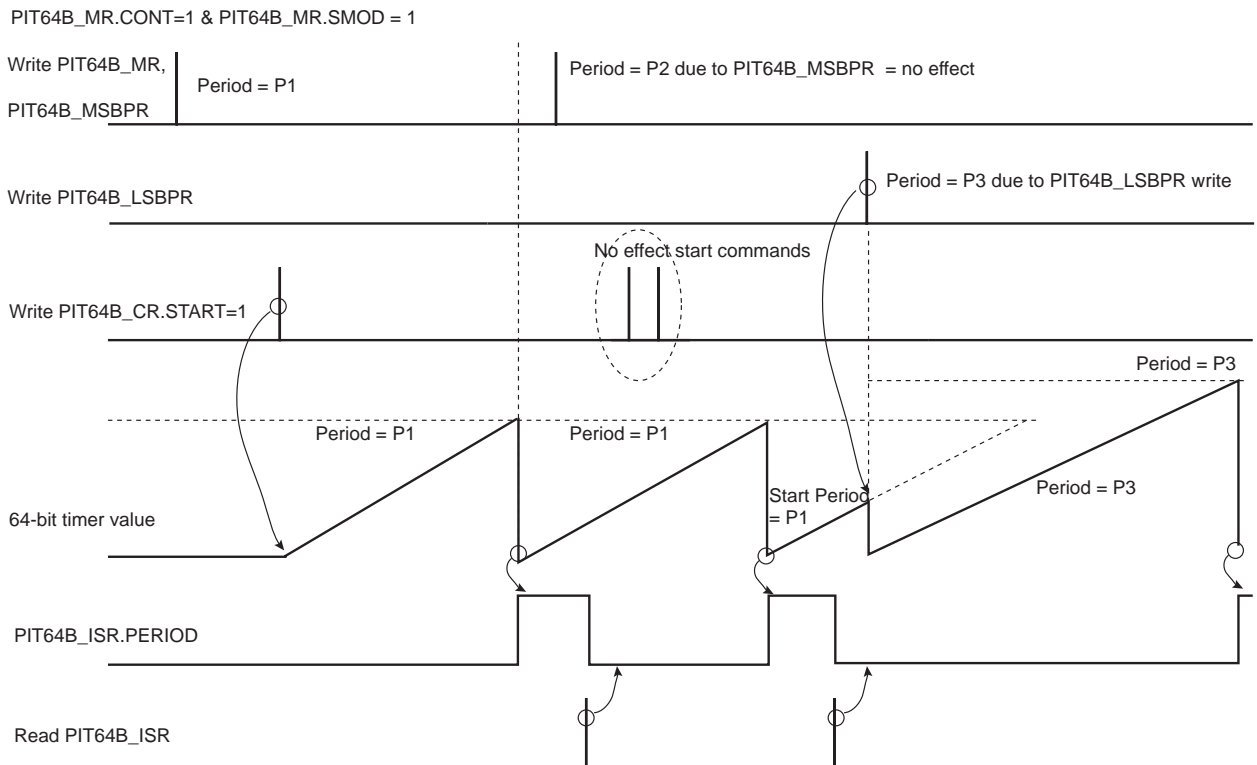 PIT64B_MR.CONT=1 & PIT64B_MR.SMOD = 1
Write PIT64B_MR,
PIT64B_MSBPR
Period = P1
Period = P2 due to PIT64B_MSBPR = no effect
Write PIT64B_LSBPR
Period = P3 due to PIT64B_LSBPR write
No effect start commands
Write PIT64B_CR.START=1
Period = P3
Period = P1
Period = P1
Start Period
= P1
Period = P3
64-bit timer value
PIT64B_ISR.PERIOD
Read PIT64B_ISR